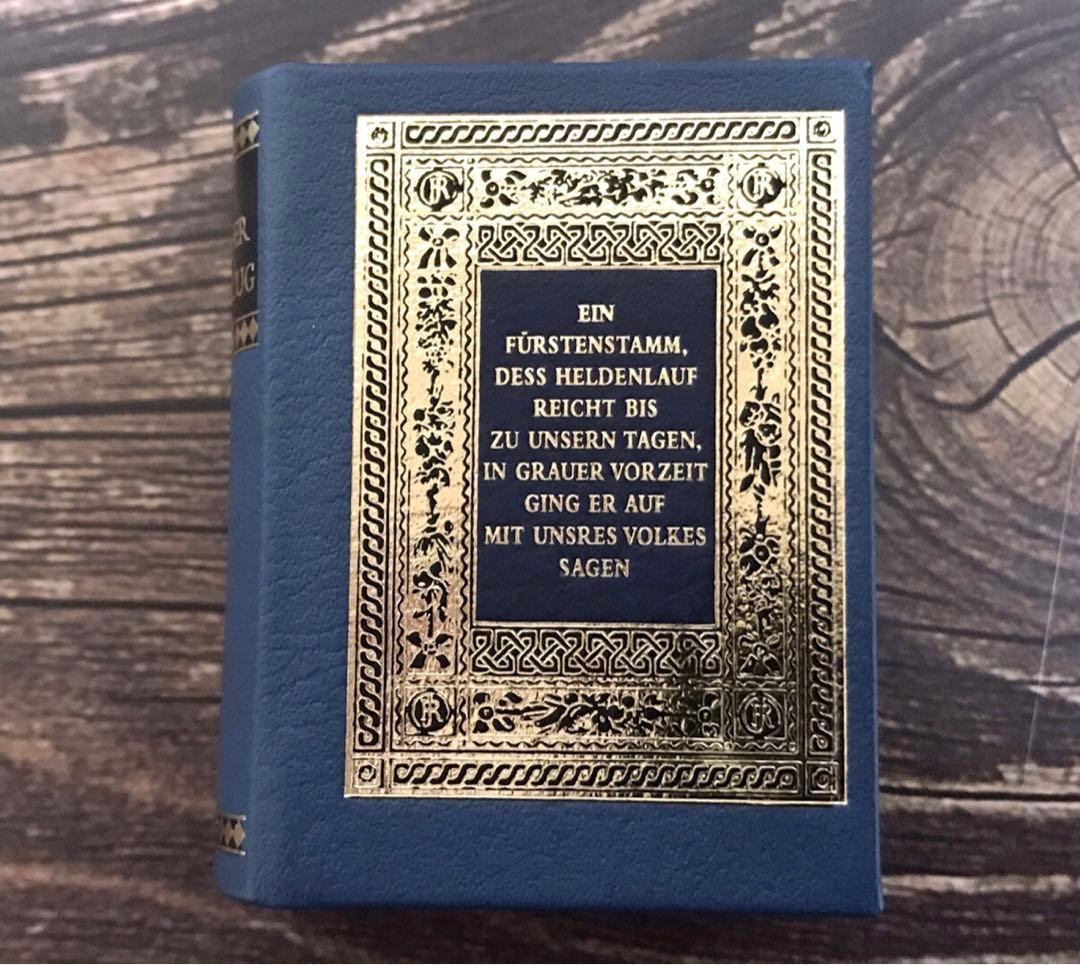 EIN
FÜRSTENSTAMM,
DESS HELDENLAUF
REICHT BIS
ZU UNSERN TAGEN,
IN GRAUER VORZEIT
GING ER AUF
MIT UNSRES VOLKES
SAGEN